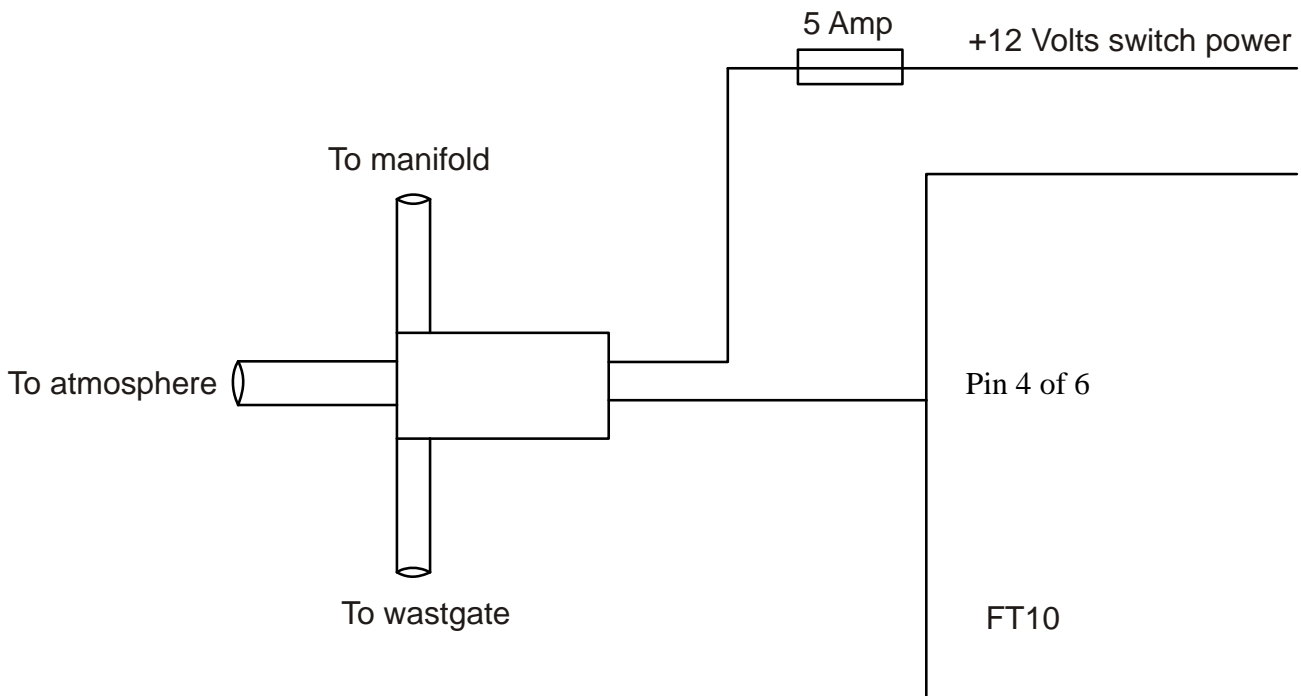 5 Amp
+12 Volts switch power
To manifold
To atmosphere
Pin 4 of 6
To wastgate
FT10